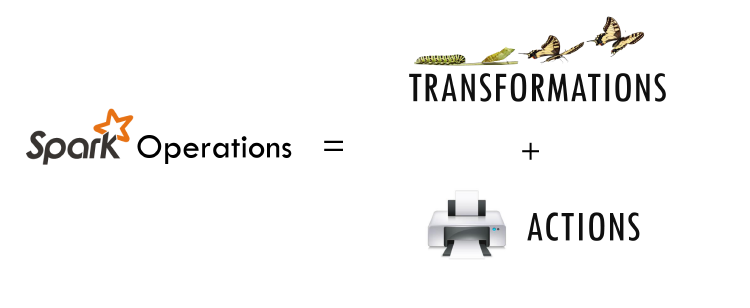 TRANSFORMATIONS
Spark Operations =
+
ACTIONS